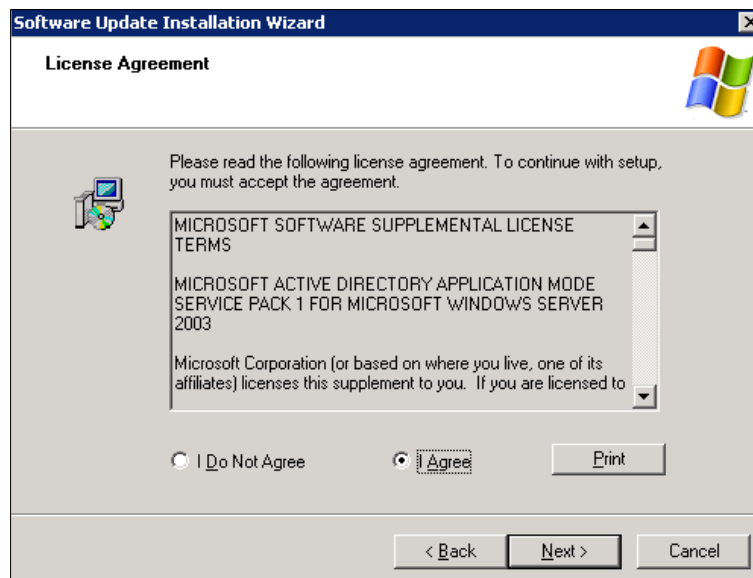 Software Update Installation Wizard
License Agreement
Please read the following license agreement. To continue with setup,
you must accept the agreement.
MICROSOFT SOFTWARE SUPPLEMENTAL LICENSE
TERMS
MICROSOFT ACTIVE DIRECTORY APPLICATION MODE
SERVICE PACK 1 FOR MICROSOFT WINDOWS SERVER
2003
Microsoft Corporation (or based on where you live, one of its
affiliates) licenses this supplement to you.  If you are licensed to
I Do Not Agree
I Agree
Print
< Back
Next >
Cancel